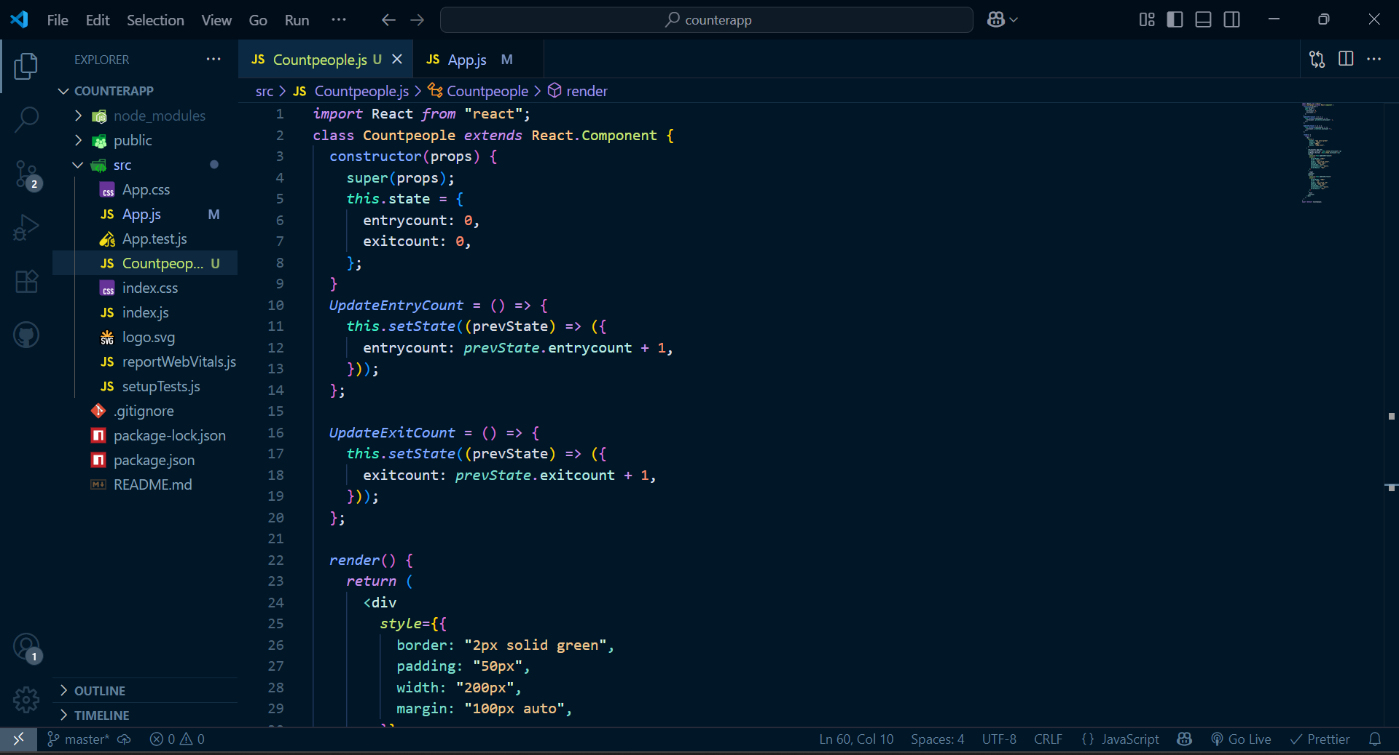 File Edit Selection View Go Run ··· counterapp
EXPLORER ···
COUNTERAPP
node_modules
public
src
App.css
App.js M
App.test.js
Countpeop... U
index.css
index.js
logo.svg
reportWebVitals.js
setupTests.js
.gitignore
package-lock.json
package.json
README.md
OUTLINE
TIMELINE
2
1
JS Countpeople.js U JS App.js M
src > JS Countpeople.js > Countpeople > render
1 import React from "react";
2 class Countpeople extends React.Component {
3 constructor(props) {
4 super(props);
5 this.state = {
6 entrycount: 0,
7 exitcount: 0,
8 };
9 }
10 UpdateEntryCount = () => {
11 this.setState((prevState) => ({
12 entrycount: prevState.entrycount + 1,
13 }));
14 };
15
16 UpdateExitCount = () => {
17 this.setState((prevState) => ({
18 exitcount: prevState.exitcount + 1,
19 }));
20 };
21
22 render() {
23 return (
24 <div
25 style={{
26 border: "2px solid green",
27 padding: "50px",
28 width: "200px",
29 margin: "100px auto",
master* 0 0 Ln 60, Col 10 Spaces: 4 UTF-8 CRLF {} JavaScript Go Live Prettier